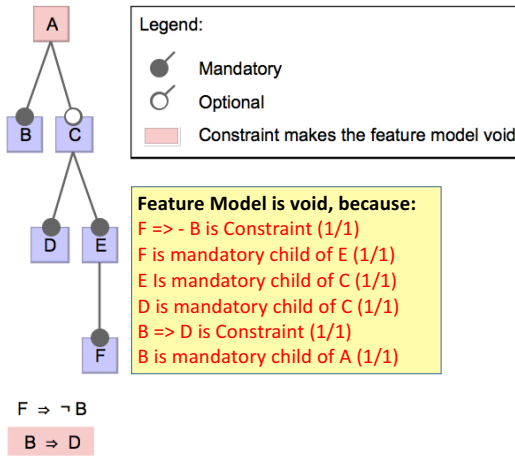 A
Legend:
Mandatory
Optional
Constraint makes the feature model void
B
C
D
E
F
Feature Model is void, because:
F => - B is Constraint (1/1)
F is mandatory child of E (1/1)
E Is mandatory child of C (1/1)
D is mandatory child of C (1/1)
B => D is Constraint (1/1)
B is mandatory child of A (1/1)
F ⇒ ¬ B
B ⇒ D